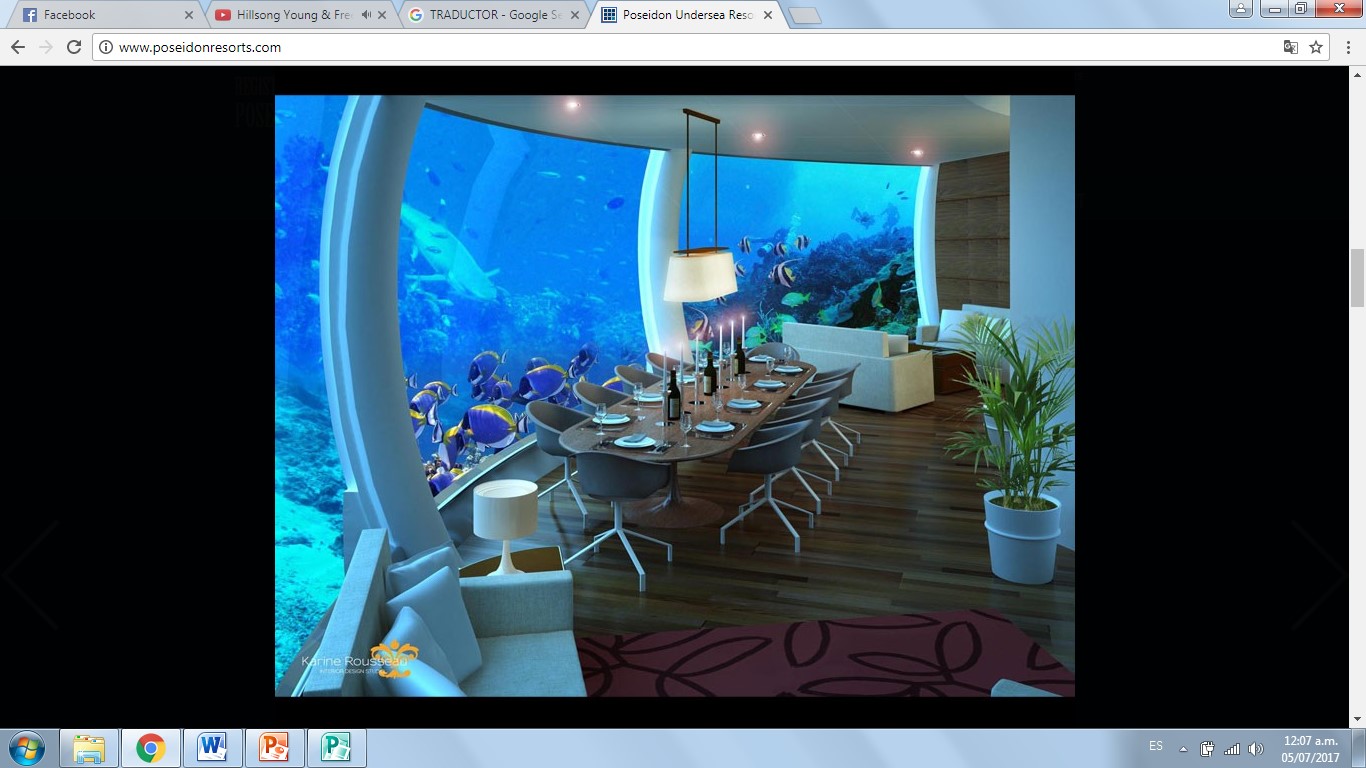 Facebook
Hillsong Young & Fre
TRADUCTOR - Google Se
Poseidon Undersea Reso
www.poseidonresorts.com
Karine Rousseau
INTERIOR DESIGN
ES
12:07 a.m.
05/07/2017